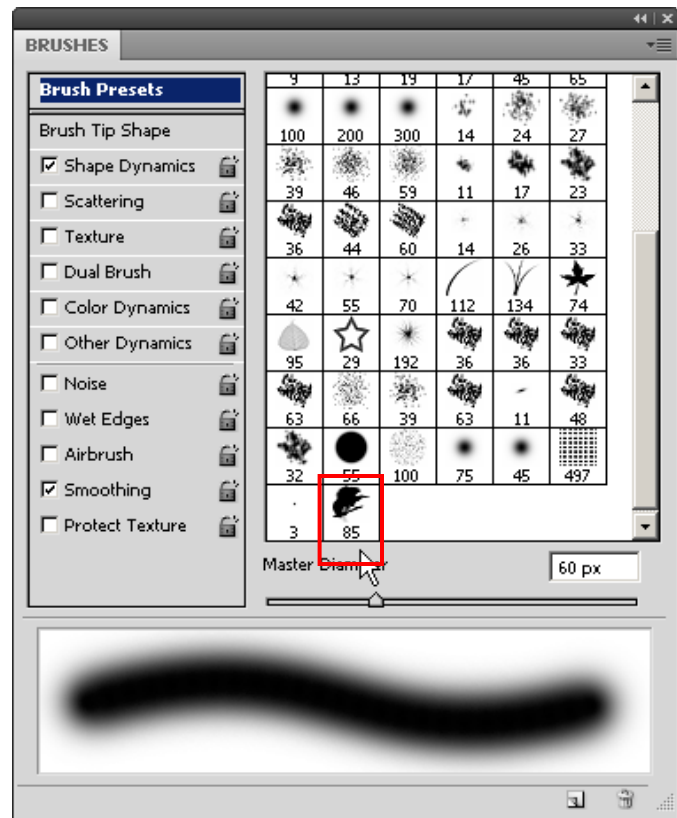 BRUSHES
Brush Presets
Brush Tip Shape
Shape Dynamics
Scattering
Texture
Dual Brush
Color Dynamics
Other Dynamics
Noise
Wet Edges
Airbrush
Smoothing
Protect Texture
9 13 19 17 45 65
100 200 300 14 24 27
39 46 59 11 17 23
36 44 60 14 26 33
42 55 70 112 134 74
95 29 192 36 36 33
63 66 39 63 11 48
32 55 100 75 45 497
3 85
Master Diameter 60 px